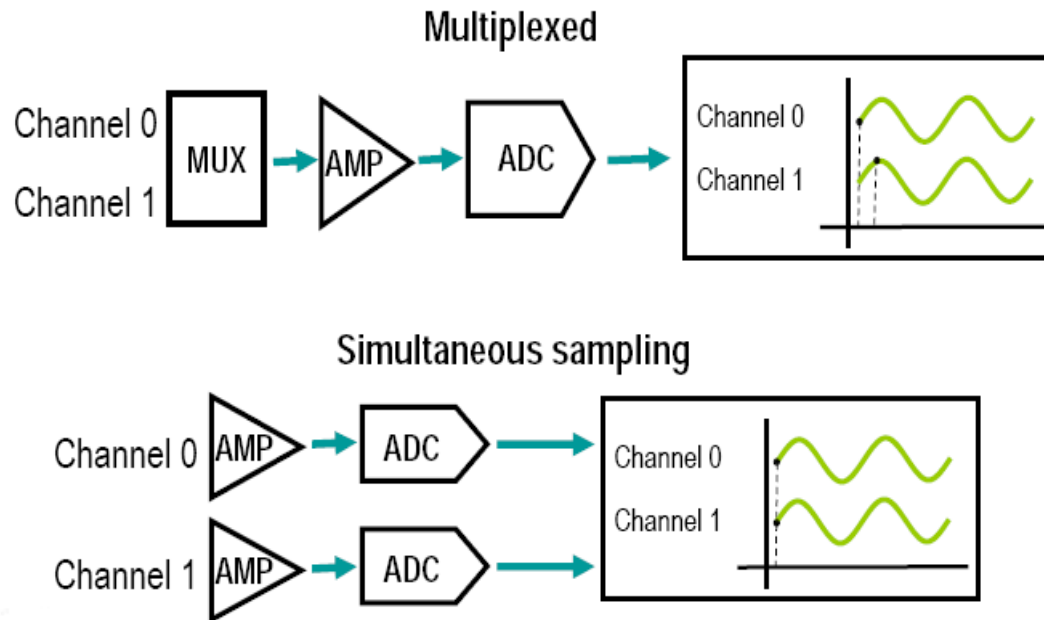 Multiplexed
Channel 0
Channel 1
MUX
AMP
ADC
Channel 0
Channel 1
Simultaneous sampling
Channel 0
AMP
ADC
Channel 1
AMP
ADC
Channel 0
Channel 1